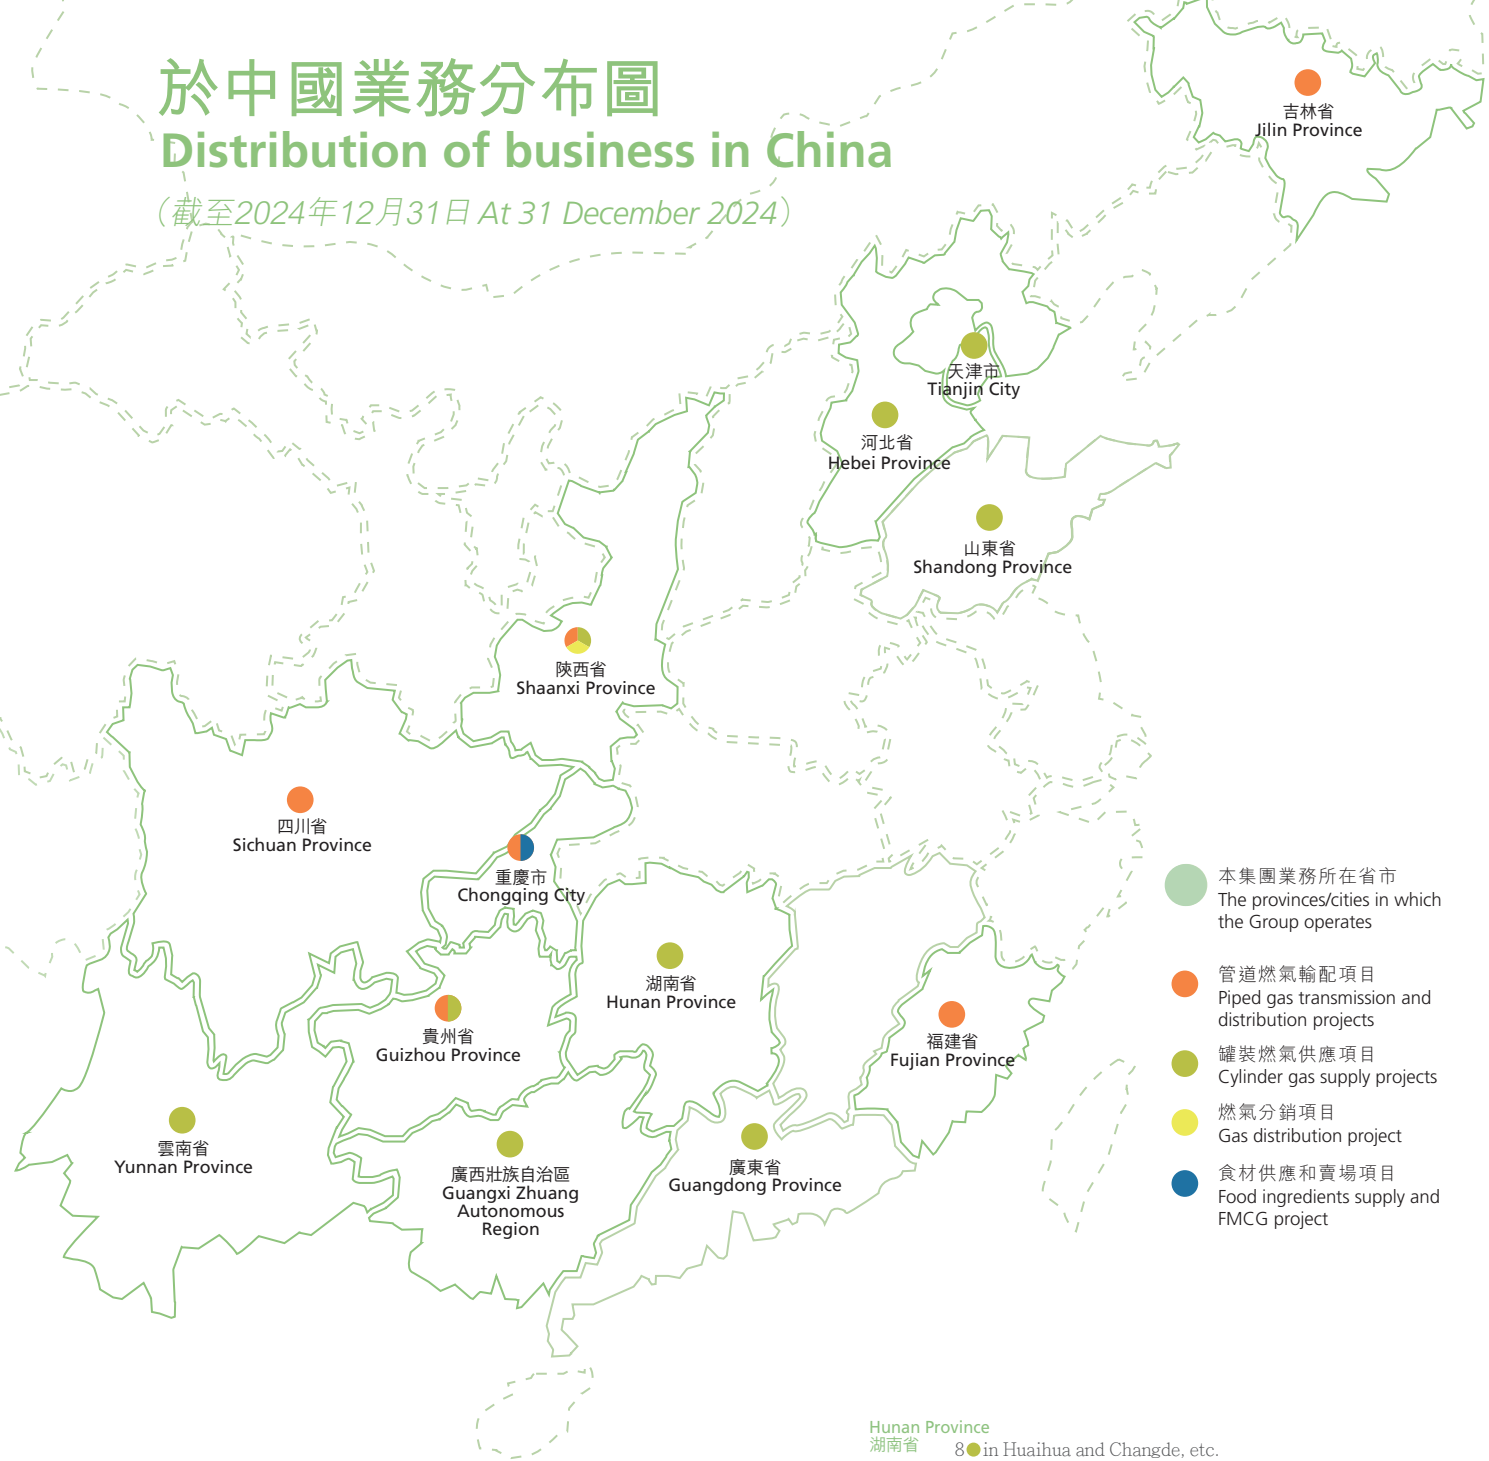 於中國業務分布圖
Distribution of business in China
（截至2024年12月31日 At 31 December 2024）
吉林省
Jilin Province
天津市
Tianjin City
河北省
Hebei Province
山東省
Shandong Province
陝西省
Shaanxi Province
四川省
Sichuan Province
重慶市
Chongqing City
湖南省
Hunan Province
貴州省
Guizhou Province
福建省
Fujian Province
雲南省
Yunnan Province
廣西壯族自治區
Guangxi Zhuang
Autonomous
Region
廣東省
Guangdong Province
本集團業務所在省市
The provinces/cities in which
the Group operates
管道燃氣輸配項目
Piped gas transmission and
distribution projects
罐裝燃氣供應項目
Cylinder gas supply projects
燃氣分銷項目
Gas distribution project
食材供應和賣場項目
Food ingredients supply and
FMCG project
Hunan Province
湖南省
8 in Huaihua and Changde, etc.